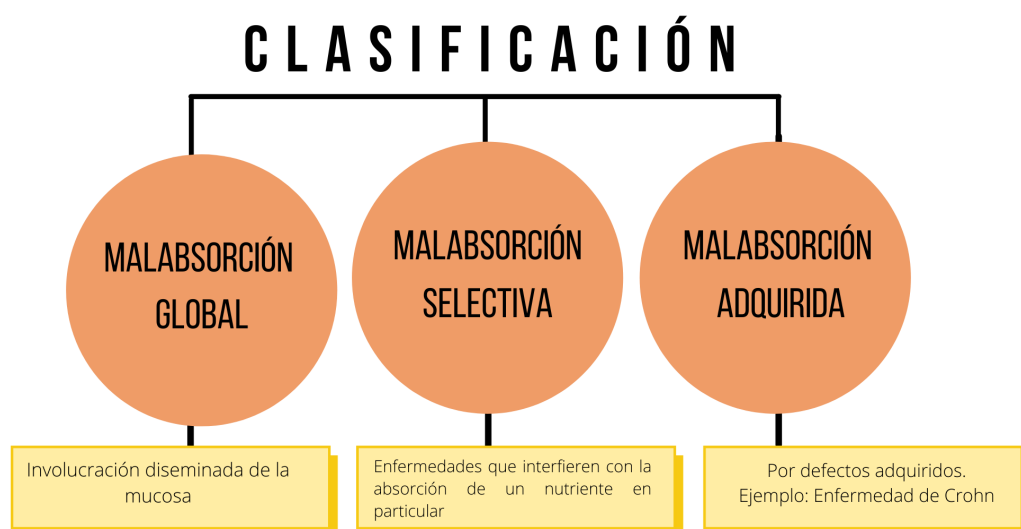 CLASIFICACIÓN
MALABSORCIÓN
GLOBAL
MALABSORCIÓN
SELECTIVA
MALABSORCIÓN
ADQUIRIDA
Involucración diseminada de la
mucosa
Enfermedades que interfieren con la
absorción de un nutriente en
particular
Por defectos adquiridos.
Ejemplo: Enfermedad de Crohn